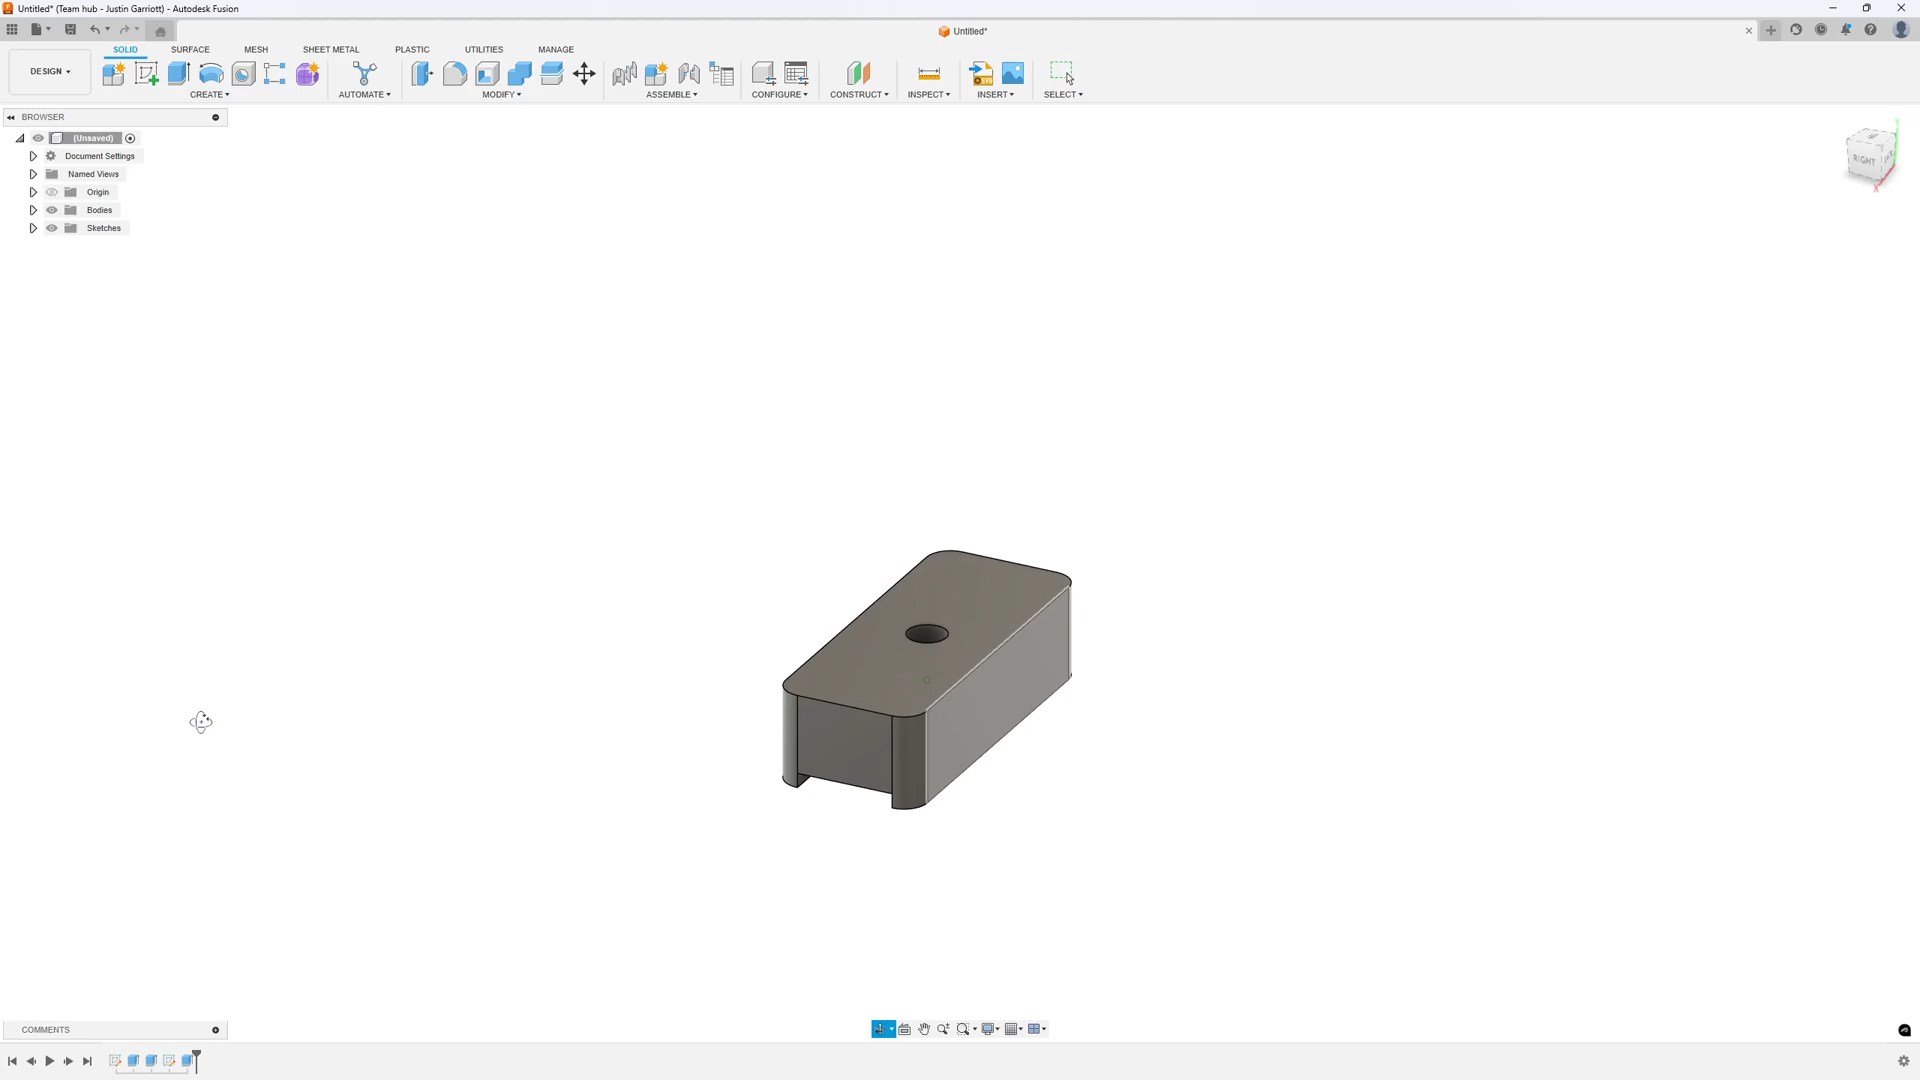 Untitled* (Team hub - Justin Garriott) - Autodesk Fusion
Untitled*
DESIGN
SOLID SURFACE MESH SHEET METAL PLASTIC UTILITIES MANAGE
CREATE AUTOMATE MODIFY ASSEMBLE CONFIGURE CONSTRUCT INSPECT INSERT SELECT
BROWSER
(Unsaved)
Document Settings
Named Views
Origin
Bodies
Sketches
RIGHT
X
COMMENTS